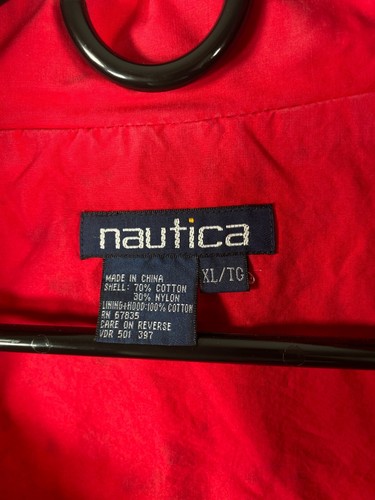 nautica
XL/TG
MADE IN CHINA
SHELL: 70% COTTON
30% NYLON
LINING+HOOD:100% COTTON
RN 67835
CARE ON REVERSE
VDR 501 397